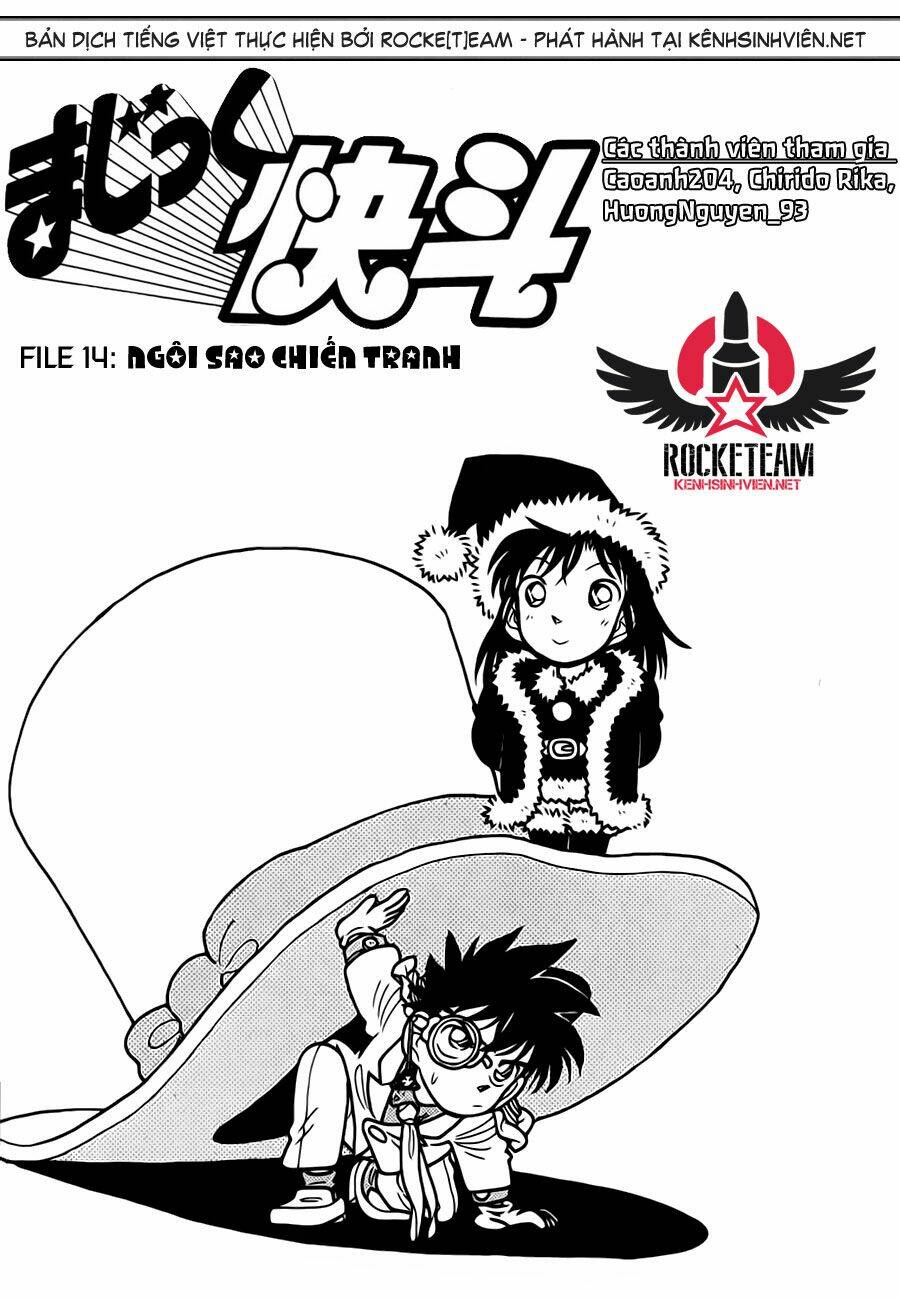 BẢN DỊCH TIẾNG VIỆT THỰC HIỆN BỞI ROCKE[T]EAM - PHÁT HÀNH TẠI KÊNHSINHVIÊN.NET
まじっく
快斗
Các thành viên tham gia
Caoanh204, Chirido Rika,
HuongNguyen_93
FILE 14: NGÔI SAO CHIẾN TRANH
ROCKETEAM
KENHSINHVIEN.NET